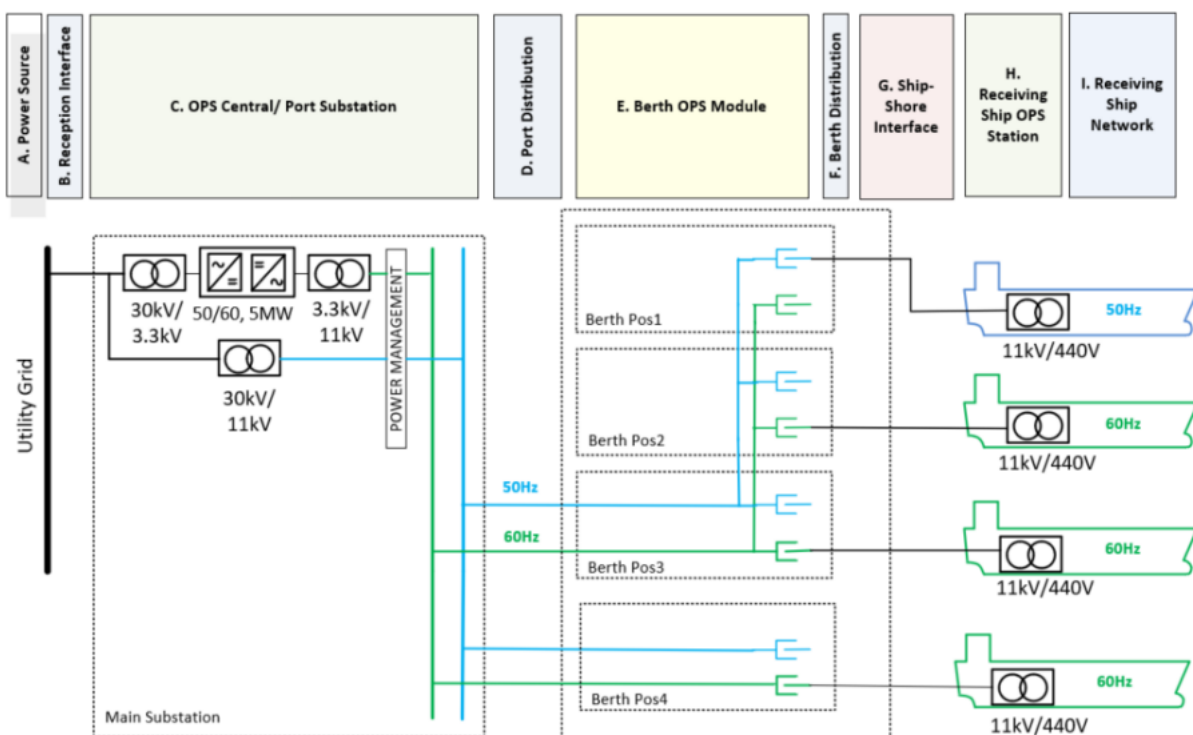 A. Power Source
B. Reception Interface
C. OPS Central/ Port Substation
D. Port Distribution
E. Berth OPS Module
F. Berth Distribution
G. Ship-
Shore
Interface
H.
Receiving
Ship OPS
Station
I. Receiving
Ship
Network
Utility Grid
30kV/
3.3kV
50/60, 5MW
3.3kV/
11kV
30kV/
11kV
POWER MANAGEMENT
Main Substation
50Hz
60Hz
Berth Pos1
Berth Pos2
Berth Pos3
Berth Pos4
50Hz
11kV/440V
60Hz
11kV/440V
60Hz
11kV/440V
60Hz
11kV/440V